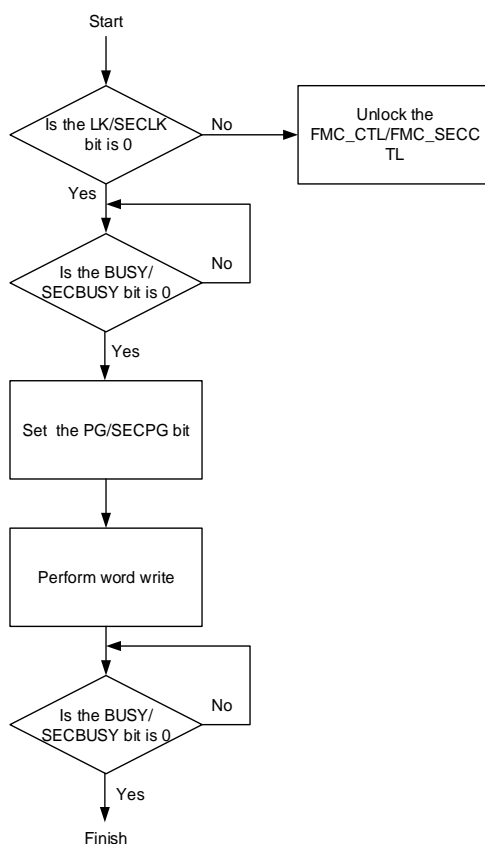 Start
Is the LK/SECLK
bit is 0
No
Unlock the
FMC_CTL/FMC_SECC
TL
Yes
Is the BUSY/
SECBUSY bit is 0
No
Yes
Set the PG/SECPG bit
Perform word write
Is the BUSY/
SECBUSY bit is 0
No
Yes
Finish